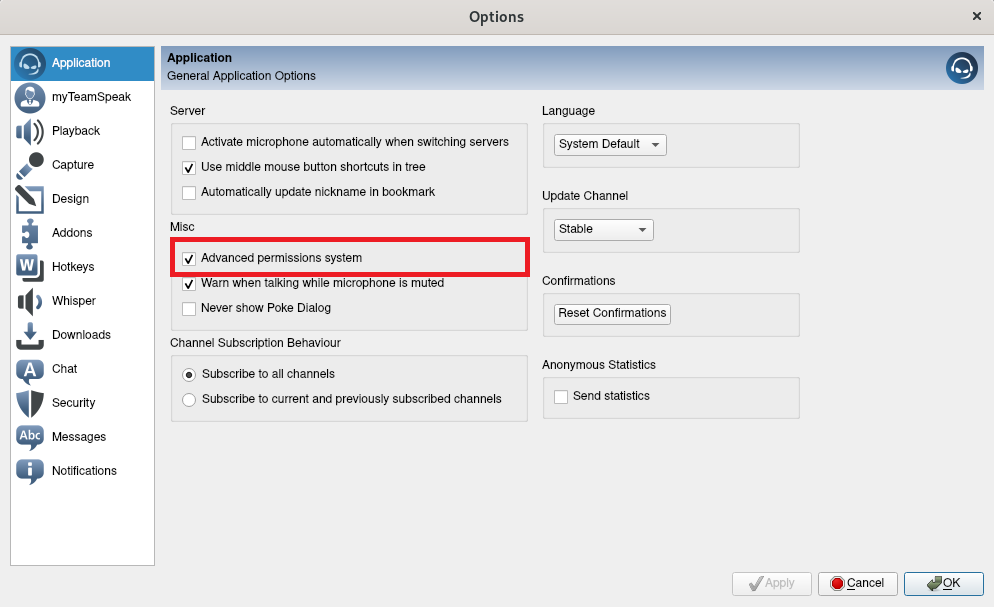 Options
Application
myTeamSpeak
Playback
Capture
Design
Addons
Hotkeys
Whisper
Downloads
Chat
Security
Messages
Notifications
W
A
Abc
Application
General Application Options
Server
Activate microphone automatically when switching servers
Use middle mouse button shortcuts in tree
Automatically update nickname in bookmark
Misc
Advanced permissions system
Warn when talking while microphone is muted
Never show Poke Dialog
Channel Subscription Behaviour
Subscribe to all channels
Subscribe to current and previously subscribed channels
Language
System Default
Update Channel
Stable
Confirmations
Reset Confirmations
Anonymous Statistics
Send statistics
Apply
Cancel
OK